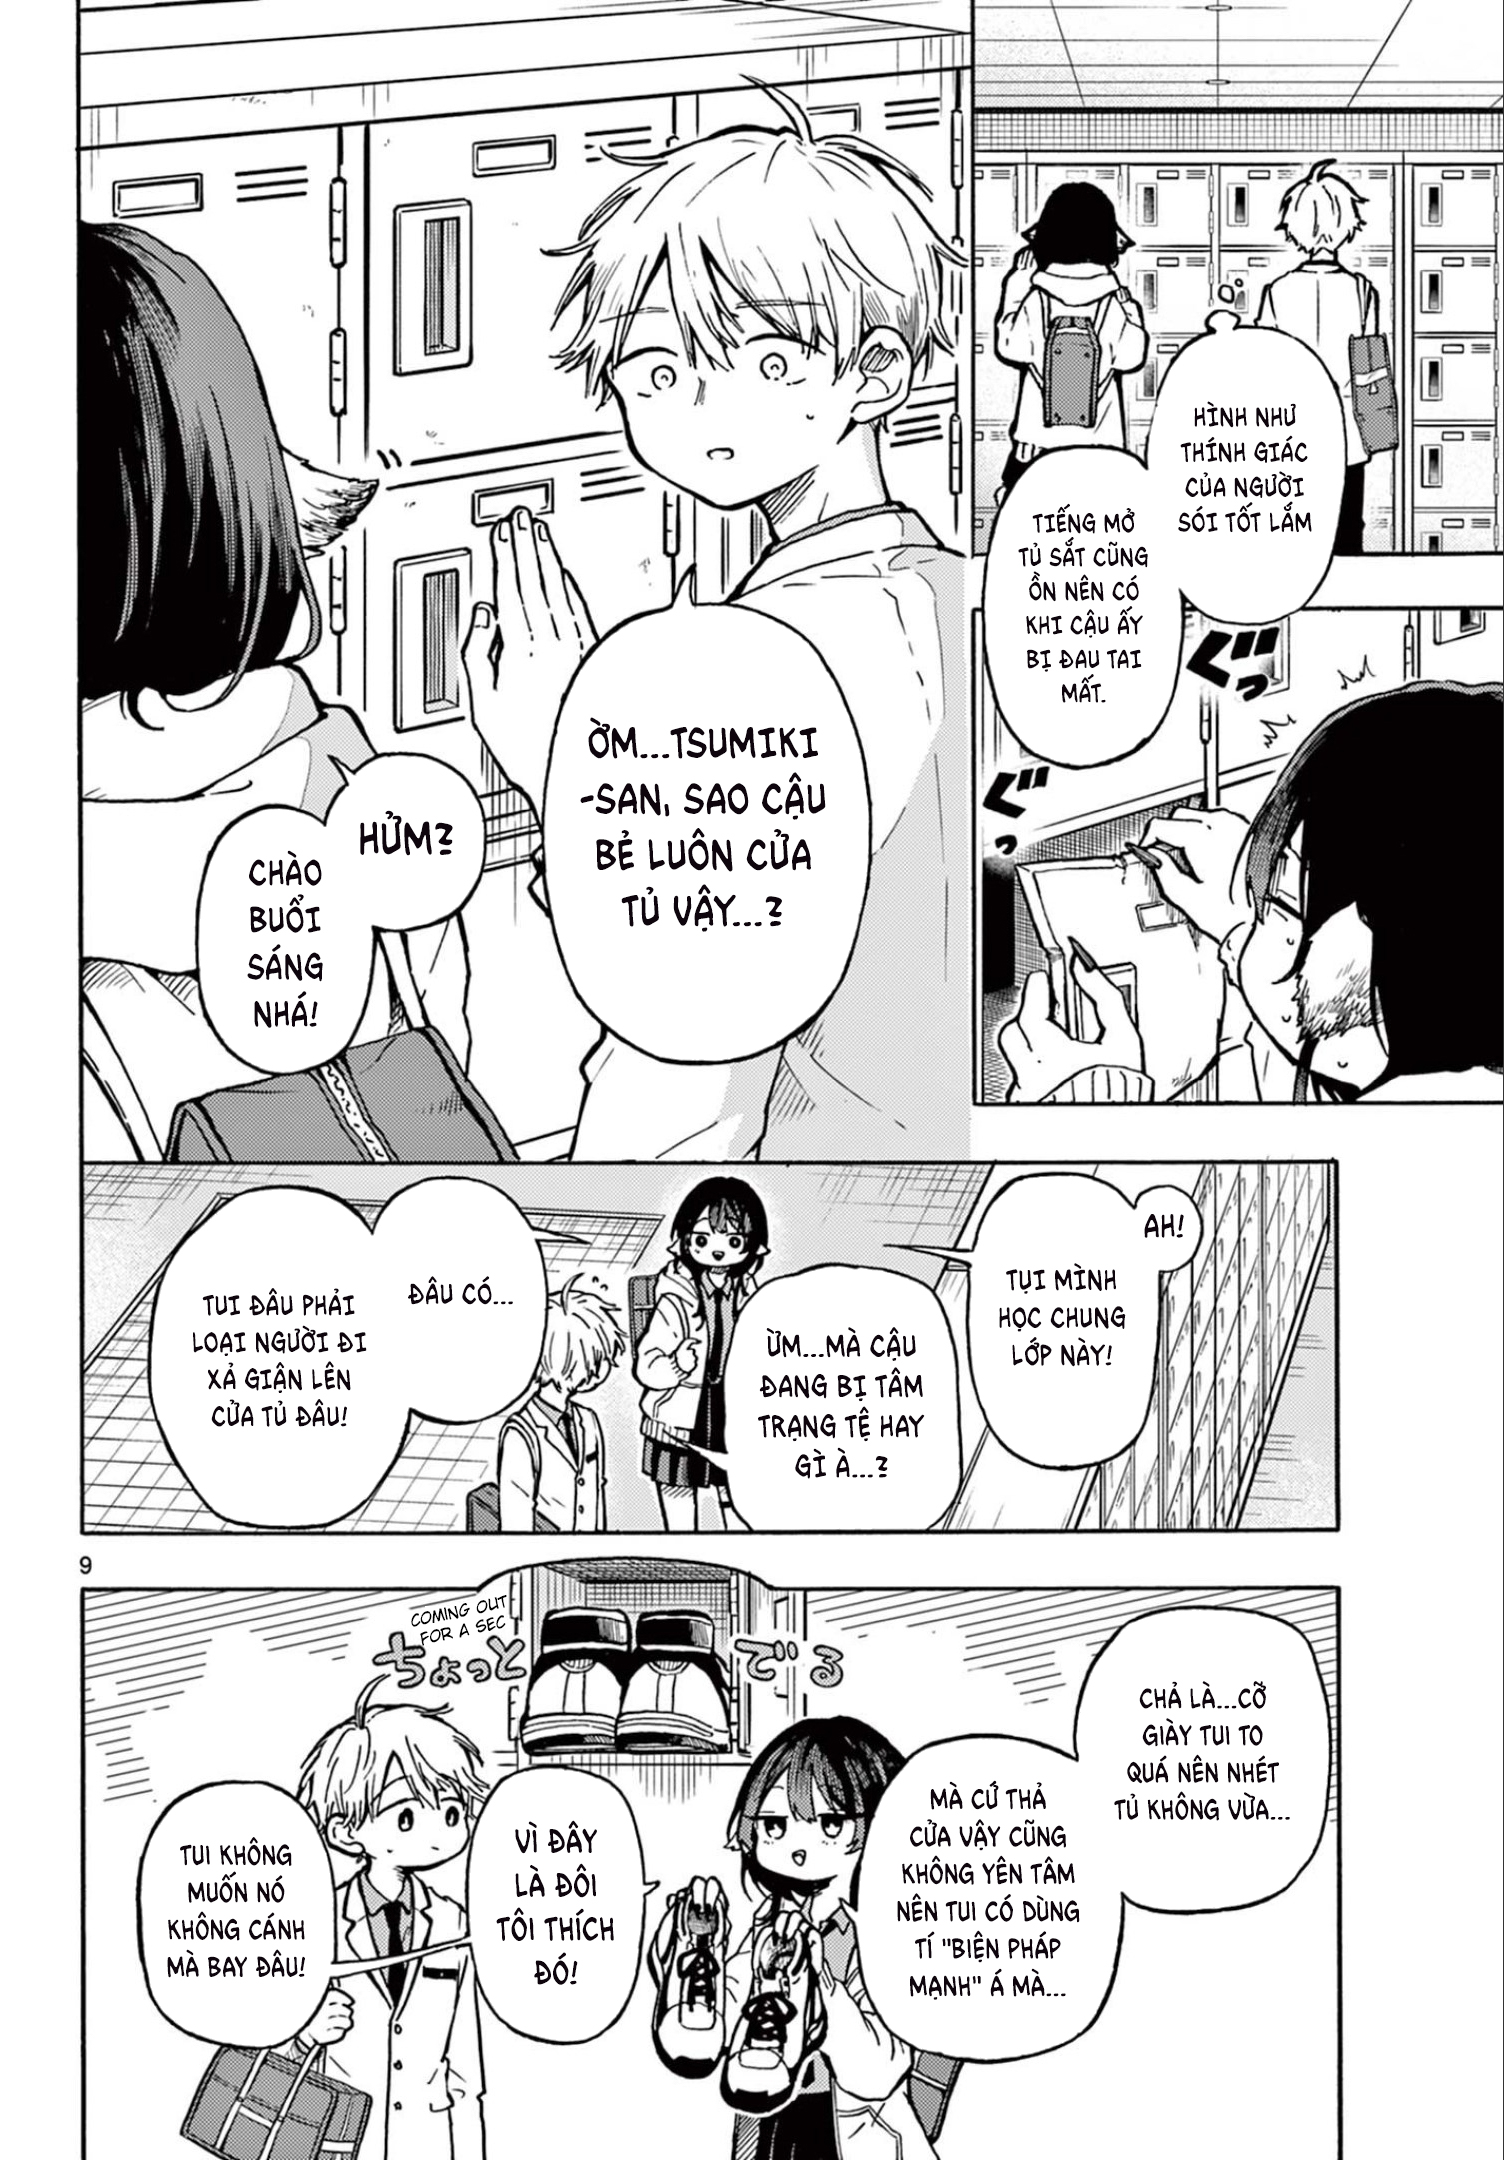 HÌNH NHƯ
THÍNH GIÁC
CỦA NGƯỜI
SÓI TỐT LẮM
TIẾNG MỞ
TỦ SẮT CŨNG
ỒN NÊN CÓ
KHI CẬU ẤY
BỊ ĐAU TAI
MẤT.
ぐっ
ぐっ
ỜM...TSUMIKI
-SAN, SAO CẬU
BẺ LUÔN CỬA
TỦ VẬY...?
HỬM?
CHÀO
BUỔI
SÁNG
NHÁ!
AH!
TỤI MÌNH
HỌC CHUNG
LỚP NÀY!
ỪM...MÀ CẬU
ĐANG BỊ TÂM
TRẠNG TỆ HAY
GÌ À...?
ĐÂU CÓ...
TUI ĐÂU PHẢI
LOẠI NGƯỜI ĐI
XẢ GIẬN LÊN
CỬA TỦ ĐÂU!
9
COMING OUT
FOR A SEC
ちょっと でる
CHẢ LÀ...CỠ
GIÀY TUI TO
QUÁ NÊN NHÉT
TỦ KHÔNG VỪA...
MÀ CỨ THẢ
CỬA VẬY CŨNG
KHÔNG YÊN TÂM
NÊN TUI CÓ DÙNG
TÍ "BIỆN PHÁP
MẠNH" Á MÀ...
VÌ ĐÂY
LÀ ĐÔI
TÔI THÍCH
ĐÓ!
TUI KHÔNG
MUỐN NÓ
KHÔNG CÁNH
MÀ BAY ĐÂU!